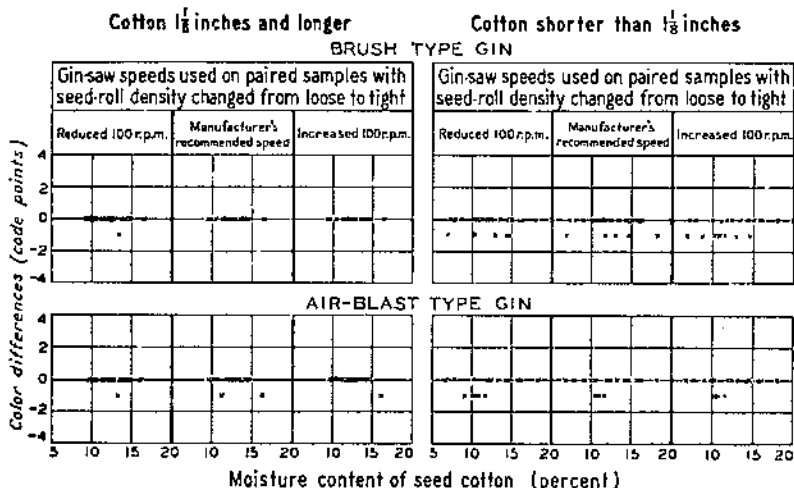 Cotton 1 1/8 inches and longer
Cotton shorter than 1 1/8 inches
BRUSH TYPE GIN
Gin-saw speeds used on paired samples with
seed-roll density changed from loose to tight
Gin-saw speeds used on paired samples with
seed-roll density changed from loose to tight
Reduced 100 r.p.m.
Manufacturer's
recommended speed
Increased 100 r.p.m.
Reduced 100 r.p.m.
Manufacturer's
recommended speed
Increased 100 r.p.m.
Color differences (code points)
4
2
0
-2
-4
AIR-BLAST TYPE GIN
4
2
0
-2
-4
5 10 15 20 10 15 20 10 15 20
5 10 15 20 10 15 20 10 15 20
Moisture content of seed cotton (percent)